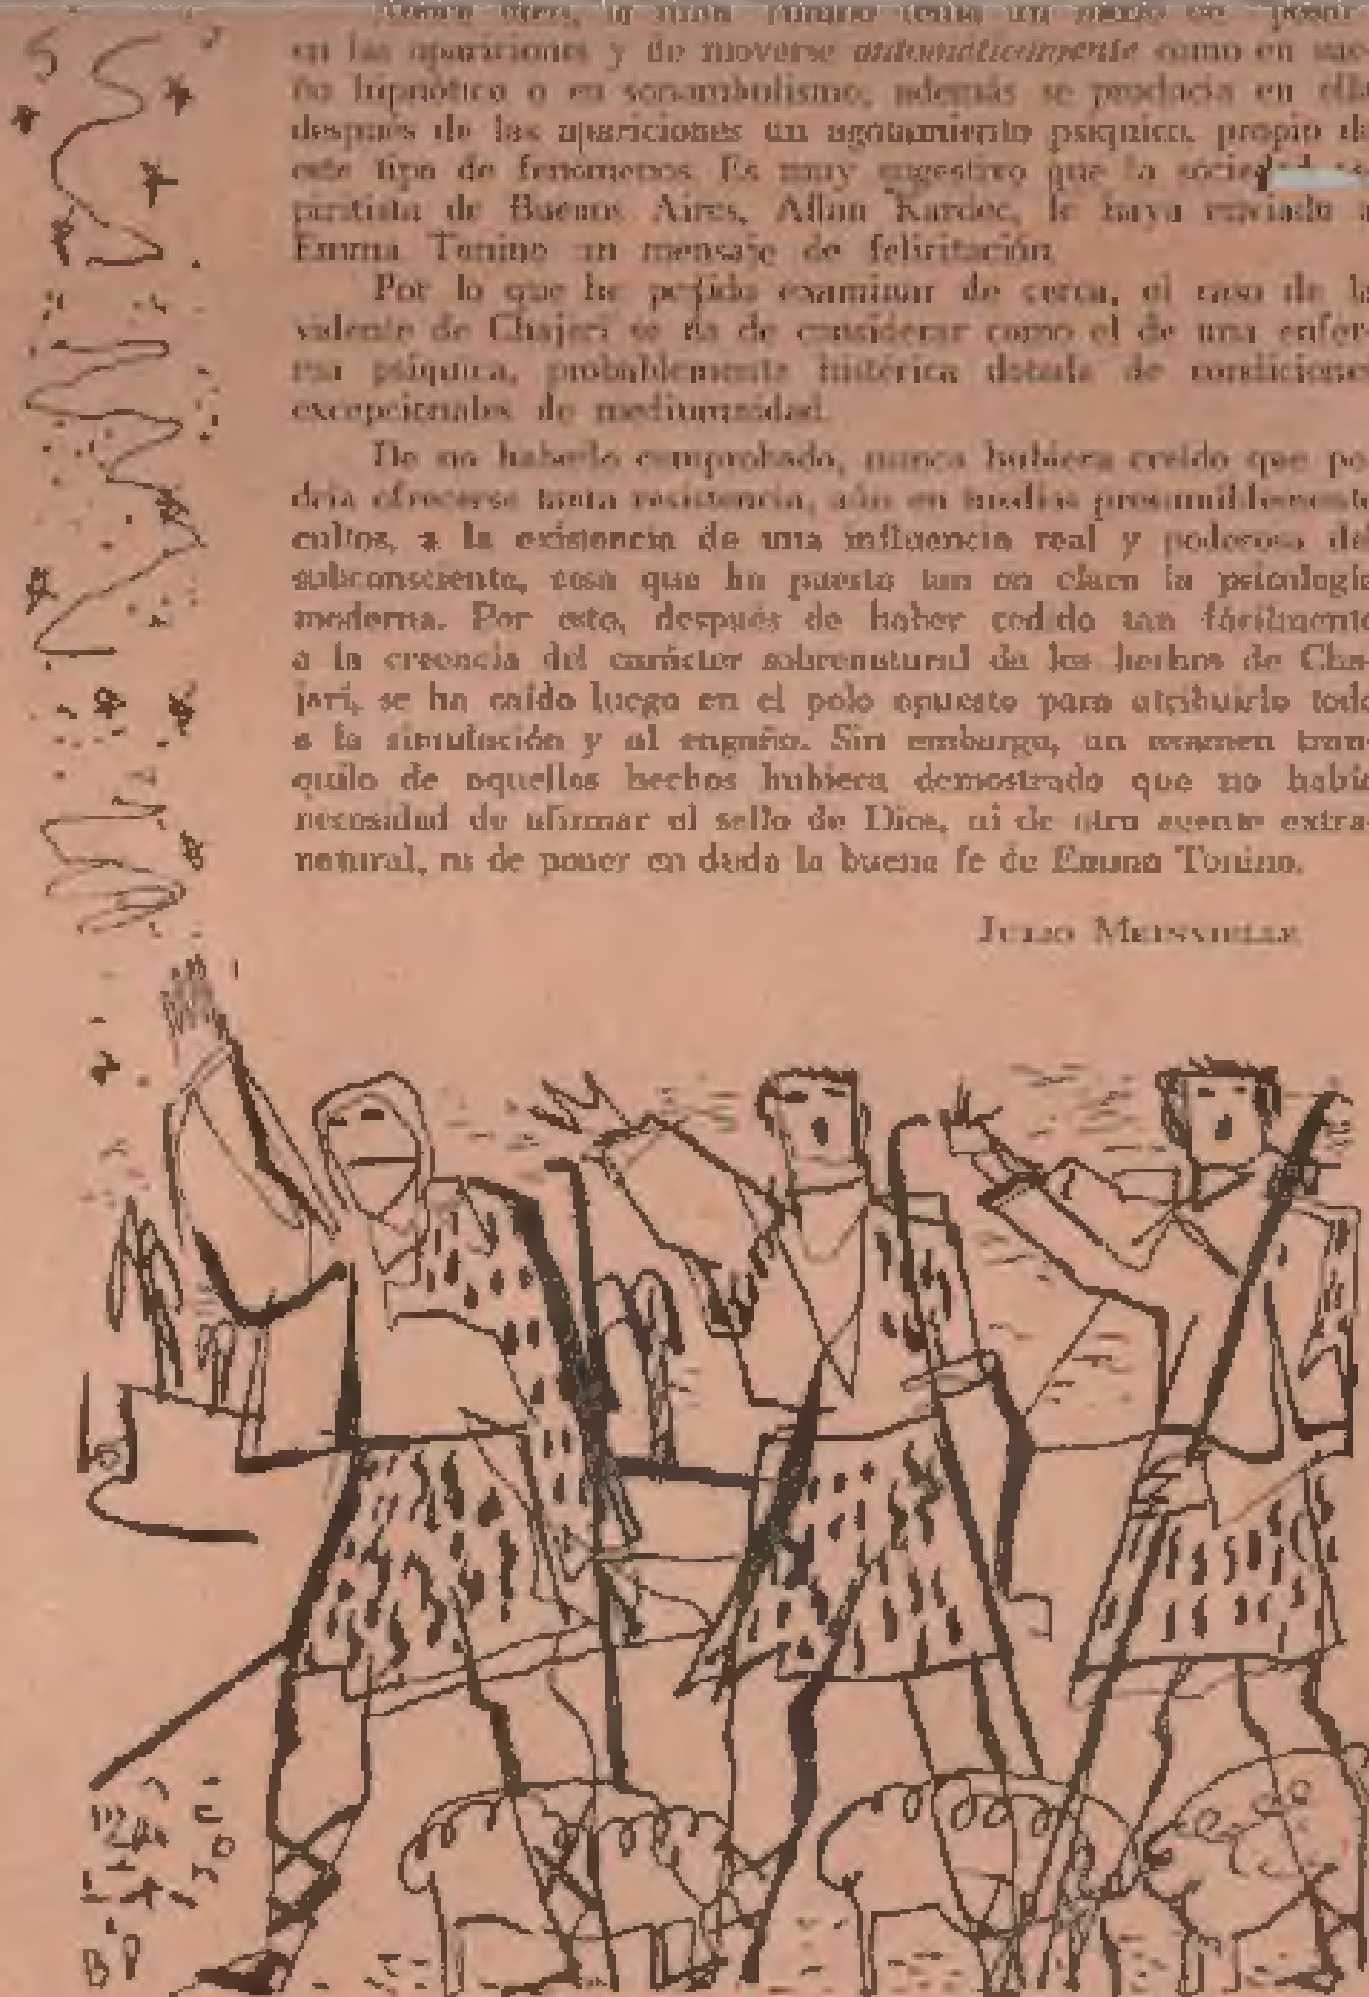 en las apariciones y de moverse automáticamente como en sue-
ño hipnótico o en sonambulismo, además se producía en ella
después de las apariciones un agotamiento psíquico, propio de
este tipo de fenómenos. Es muy sugestivo que la sociedad es-
piritista de Buenos Aires, Allan Kardec, le haya enviado a
Emma Tonino un mensaje de felicitación.
Por lo que he podido examinar de cerca, el caso de la
vidente de Chajarí se ha de considerar como el de una enfer-
ma psíquica, probablemente histérica dotada de condiciones
excepcionales de mediumnidad.
De no haberlo comprobado, nunca hubiera creído que po-
dría ofrecerse tanta resistencia, aún en medios presumiblemente
cultos, a la existencia de una influencia real y poderosa del
subconsciente, cosa que ha puesto tan en claro la psicología
moderna. Por esto, después de haber cedido tan fácilmente
a la creencia del carácter sobrenatural de los hechos de Cha-
jarí, se ha caído luego en el polo opuesto para atribuirlo todo
a la simulación y al engaño. Sin embargo, un examen tran-
quilo de aquellos hechos hubiera demostrado que no había
necesidad de afirmar el sello de Dios, ni de otro agente extra-
natural, ni de poner en duda la buena fe de Emma Tonino.
Julio Meinvielle
BP